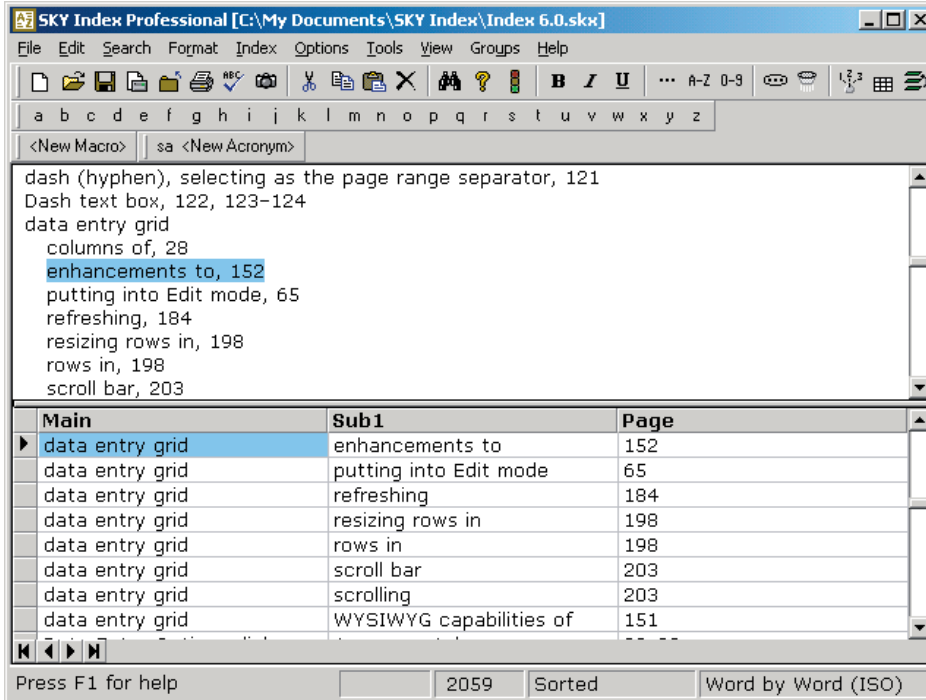 SKY Index Professional [C:\My Documents\SKY Index\Index 6.0.skx]
File Edit Search Format Index Options Tools View Groups Help
ABC B I U ... A-Z 0-9
a b c d e f g h i j k l m n o p q r s t u v w x y z
<New Macro> sa <New Acronym>
dash (hyphen), selecting as the page range separator, 121
Dash text box, 122, 123–124
data entry grid
columns of, 28
enhancements to, 152
putting into Edit mode, 65
refreshing, 184
resizing rows in, 198
rows in, 198
scroll bar, 203
Main Sub1 Page
data entry grid enhancements to 152
data entry grid putting into Edit mode 65
data entry grid refreshing 184
data entry grid resizing rows in 198
data entry grid rows in 198
data entry grid scroll bar 203
data entry grid scrolling 203
data entry grid WYSIWYG capabilities of 151
Press F1 for help 2059 Sorted Word by Word (ISO)